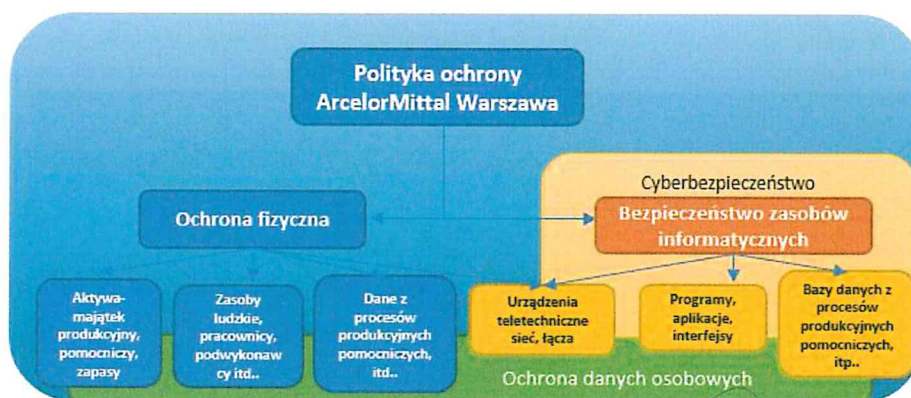 Polityka ochrony
ArcelorMittal Warszawa
Cyberbezpieczeństwo
Ochrona fizyczna
Bezpieczeństwo zasobów
informatycznych
Aktywa-
majątek
produkcyjny,
pomocniczy,
zapasy
Zasoby
ludzkie,
pracownicy,
podwykonaw
cy itd..
Dane z
procesów
produkcyjnych
pomocniczych,
itd..
Urządzenia
teletechniczne
sieć, łącza
Programy,
aplikacje,
interfejsy
Bazy danych z
procesów
produkcyjnych
pomocniczych,
itp..
Ochrona danych osobowych